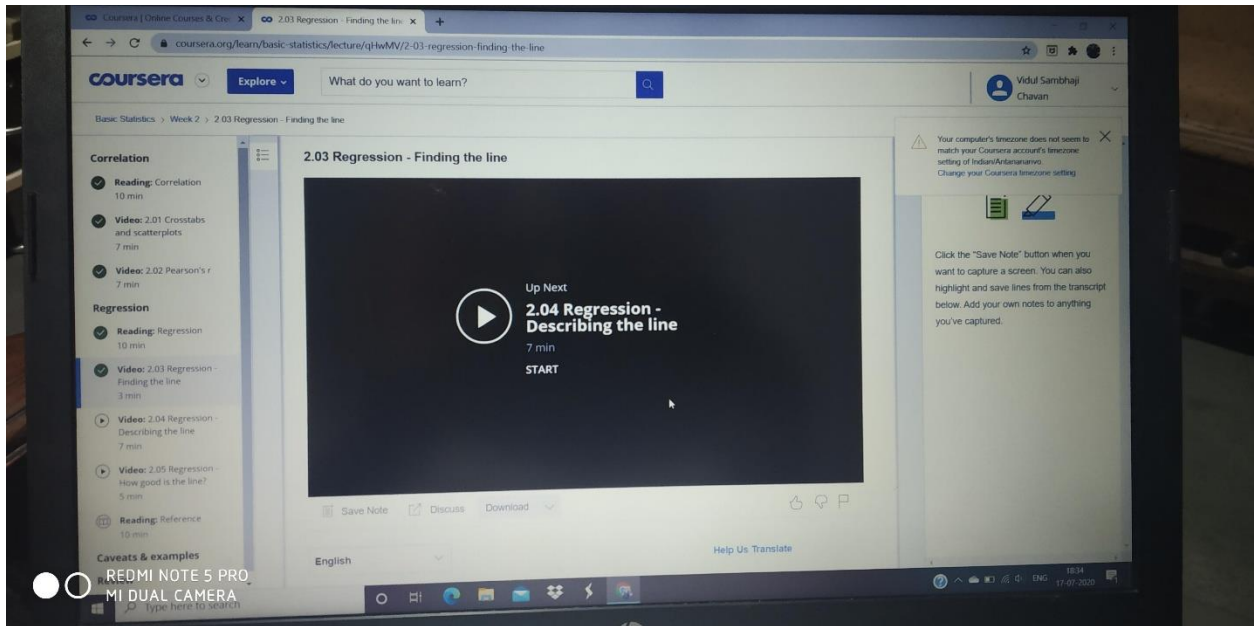 Coursera | Online Courses & Cre
2.03 Regression - Finding the line
coursera.org/learn/basic-statistics/lecture/qHwMV/2-03-regression-finding-the-line
coursera
Explore
What do you want to learn?
Vidul Sambhaji
Chavan
Basic Statistics > Week 2 > 2.03 Regression - Finding the line
Your computer's timezone does not seem to
match your Coursera account's timezone
setting of Indian/Antananarivo.
Change your Coursera timezone setting
Correlation
Reading: Correlation
10 min
Video: 2.01 Crosstabs
and scatterplots
7 min
Video: 2.02 Pearson's r
7 min
Regression
Reading: Regression
10 min
Video: 2.03 Regression -
Finding the line
3 min
Video: 2.04 Regression -
Describing the line
7 min
Video: 2.05 Regression -
How good is the line?
5 min
Reading: Reference
10 min
Caveats & examples
2.03 Regression - Finding the line
Up Next
2.04 Regression -
Describing the line
7 min
START
Save Note
Discuss
Download
English
Help Us Translate
Click the "Save Note" button when you
want to capture a screen. You can also
highlight and save lines from the transcript
below. Add your own notes to anything
you've captured.
REDMI NOTE 5 PRO
MI DUAL CAMERA
Type here to search
ENG
18:34
17-07-2020